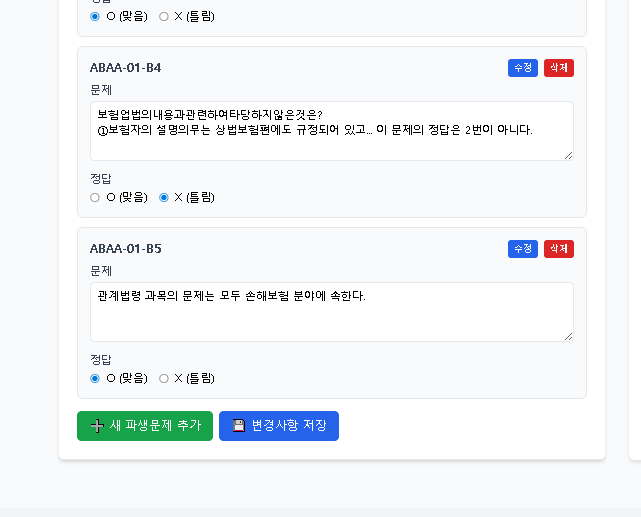 O (맞음) X (틀림)
ABAA-01-B4 수정 삭제
문제
보험업법의내용과관련하여타당하지않은것은?
①보험자의 설명의무는 상법보험편에도 규정되어 있고... 이 문제의 정답은 2번이 아니다.
정답
O (맞음) X (틀림)
ABAA-01-B5 수정 삭제
문제
관계법령 과목의 문제는 모두 손해보험 분야에 속한다.
정답
O (맞음) X (틀림)
➕ 새 파생문제 추가 💾 변경사항 저장